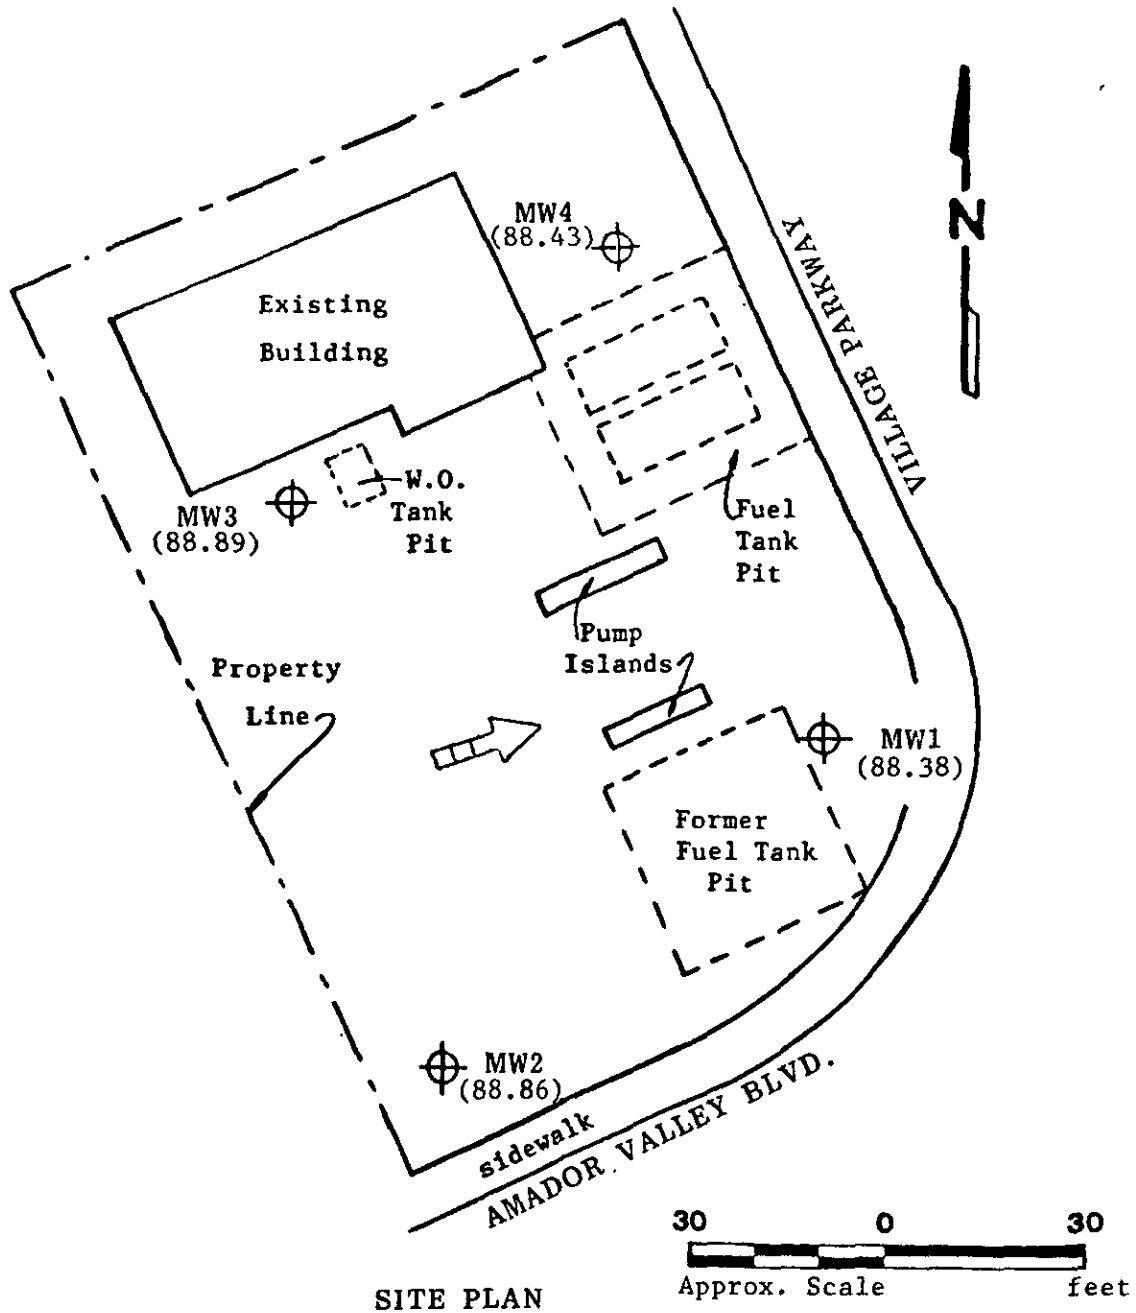 MW4
(88.43)
N
VILLAGE PARKWAY
Existing
Building
W.O.
Tank
Pit
MW3
(88.89)
Fuel
Tank
Pit
Pump
Islands
Property
Line
MW1
(88.38)
Former
Fuel Tank
Pit
MW2
(88.86)
sidewalk
AMADOR VALLEY BLVD.
30 0 30
Approx. Scale feet
SITE PLAN